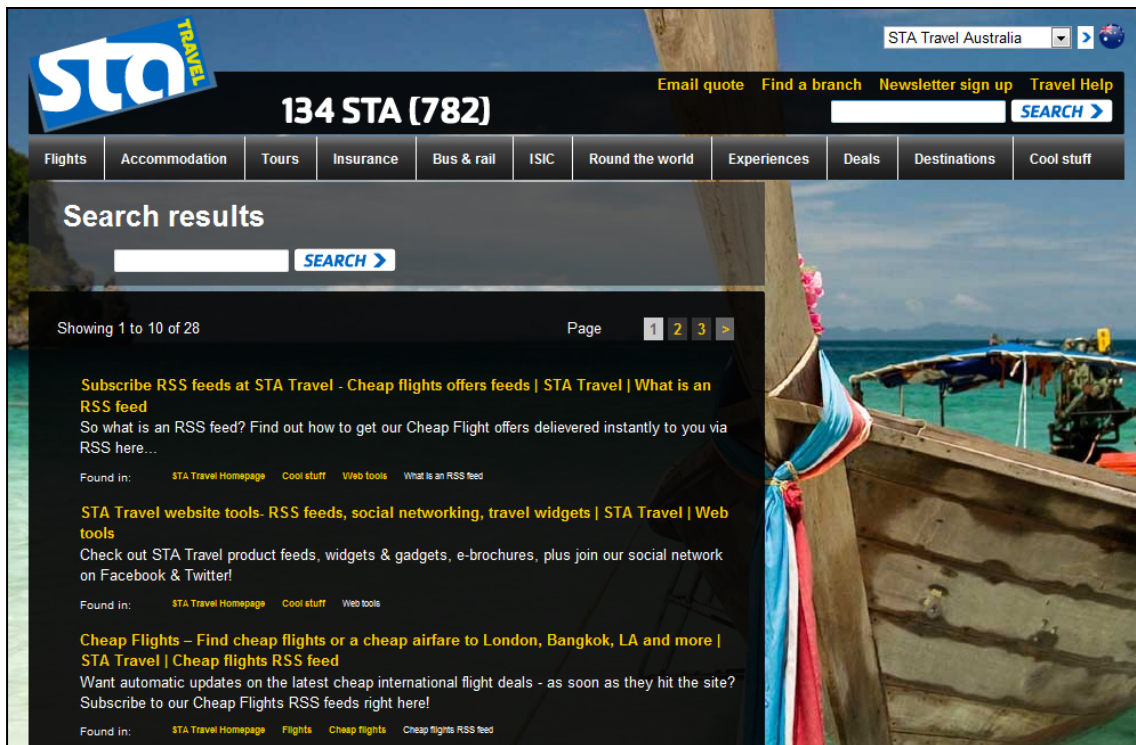 sta TRAVEL
STA Travel Australia
Email quote Find a branch Newsletter sign up Travel Help
134 STA (782)
SEARCH
Flights Accommodation Tours Insurance Bus & rail ISIC Round the world Experiences Deals Destinations Cool stuff
Search results
SEARCH
Showing 1 to 10 of 28 Page 1 2 3 >
Subscribe RSS feeds at STA Travel - Cheap flights offers feeds | STA Travel | What is an
RSS feed
So what is an RSS feed? Find out how to get our Cheap Flight offers delievered instantly to you via
RSS here...
Found in: STA Travel Homepage Cool stuff Web tools What is an RSS feed
STA Travel website tools- RSS feeds, social networking, travel widgets | STA Travel | Web
tools
Check out STA Travel product feeds, widgets & gadgets, e-brochures, plus join our social network
on Facebook & Twitter!
Found in: STA Travel Homepage Cool stuff Web tools
Cheap Flights – Find cheap flights or a cheap airfare to London, Bangkok, LA and more |
STA Travel | Cheap flights RSS feed
Want automatic updates on the latest cheap international flight deals - as soon as they hit the site?
Subscribe to our Cheap Flights RSS feeds right here!
Found in: STA Travel Homepage Flights Cheap flights Cheap flights RSS feed